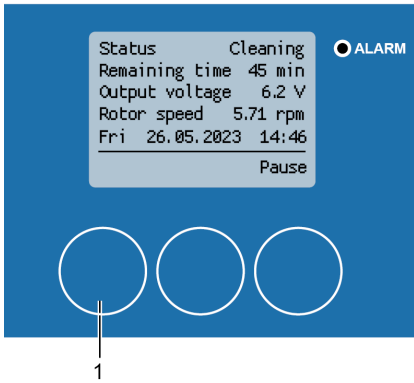 Status Cleaning
ALARM
Remaining time 45 min
Output voltage 6.2 V
Rotor speed 5.71 rpm
Fri 26.05.2023 14:46
Pause
1